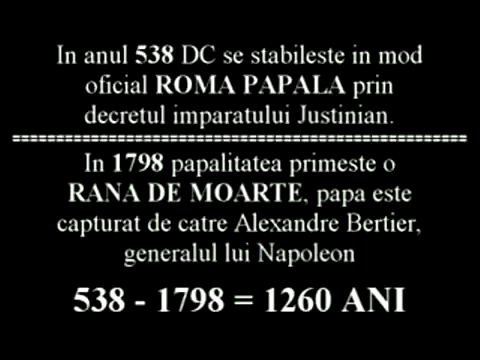 In anul 538 DC se stabileste in mod
oficial ROMA PAPALA prin
decretul imparatului Justinian.
==================================================
In 1798 papalitatea primeste o
RANA DE MOARTE, papa este
capturat de catre Alexandre Bertier,
generalul lui Napoleon
538 - 1798 = 1260 ANI